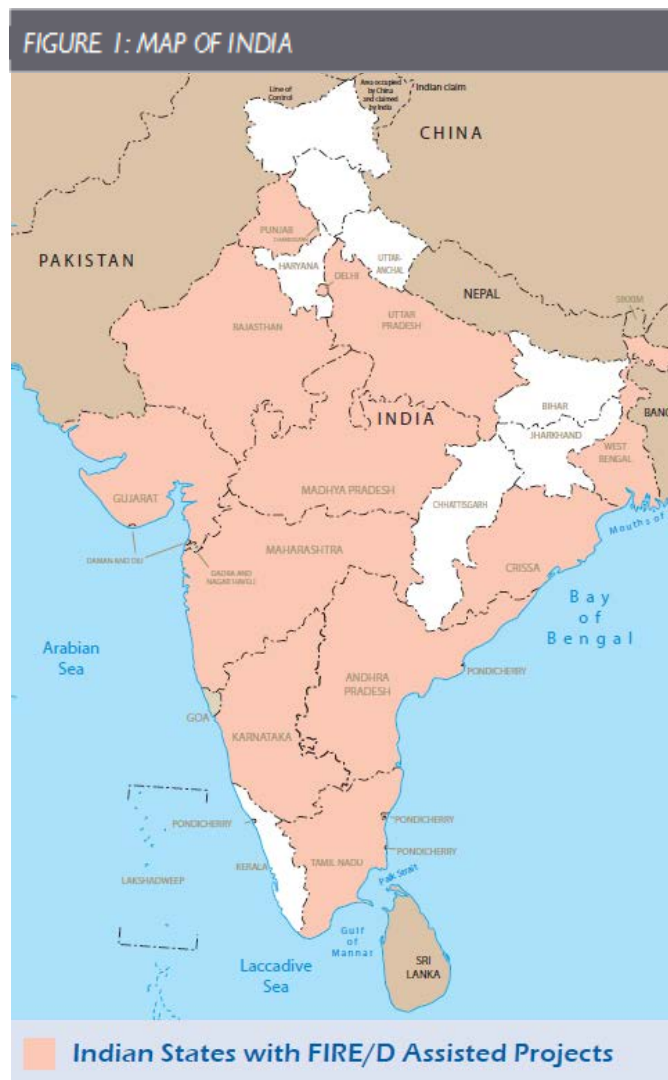 FIGURE 1: MAP OF INDIA
Line of
Control
Area occupied
by China
and claimed
by India
Indian claim
CHINA
PUNJAB
PAKISTAN
HARYANA
UTTAR-
ANCHAL
DELHI
NEPAL
SIKKIM
RAJASTHAN
UTTAR
PRADESH
INDIA
BIHAR
BANG
JHARKHAND
WEST
BENGAL
GUJARAT
MADHYA PRADESH
CHHATTISGARH
Mouths of
DAMAN AND DIU
MAHARASHTRA
DADRA AND
NAGAR HAVELI
CRISSA
Bay
of
Bengal
Arabian
Sea
ANDHRA
PRADESH
PONDICHERRY
GOA
KARNATAKA
PONDICHERRY
PONDICHERRY
PONDICHERRY
KERALA
TAMIL NADU
LAKSHADWEEP
Palk Strait
Gulf
of
Mannar
SRI
LANKA
Laccadive
Sea
Indian States with FIRE/D Assisted Projects